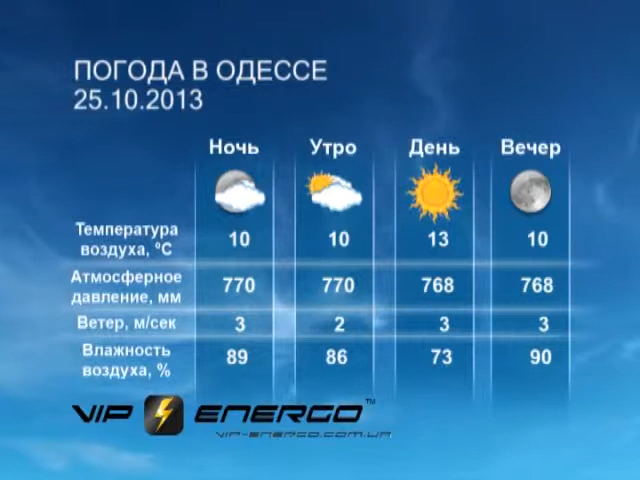 ПОГОДА В ОДЕССЕ
25.10.2013
Ночь Утро День Вечер
Температура
воздуха, °С 10 10 13 10
Атмосферное
давление, мм 770 770 768 768
Ветер, м/сек 3 2 3 3
Влажность
воздуха, % 89 86 73 90
VIP ENERGO™
VIP-ENERGO.COM.UA